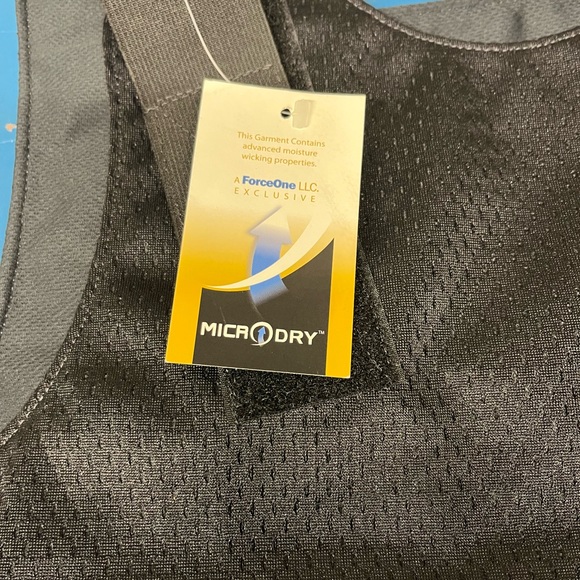 This Garment Contains
advanced moisture
wicking properties.
A ForceOne LLC.
EXCLUSIVE
MICRODRY™